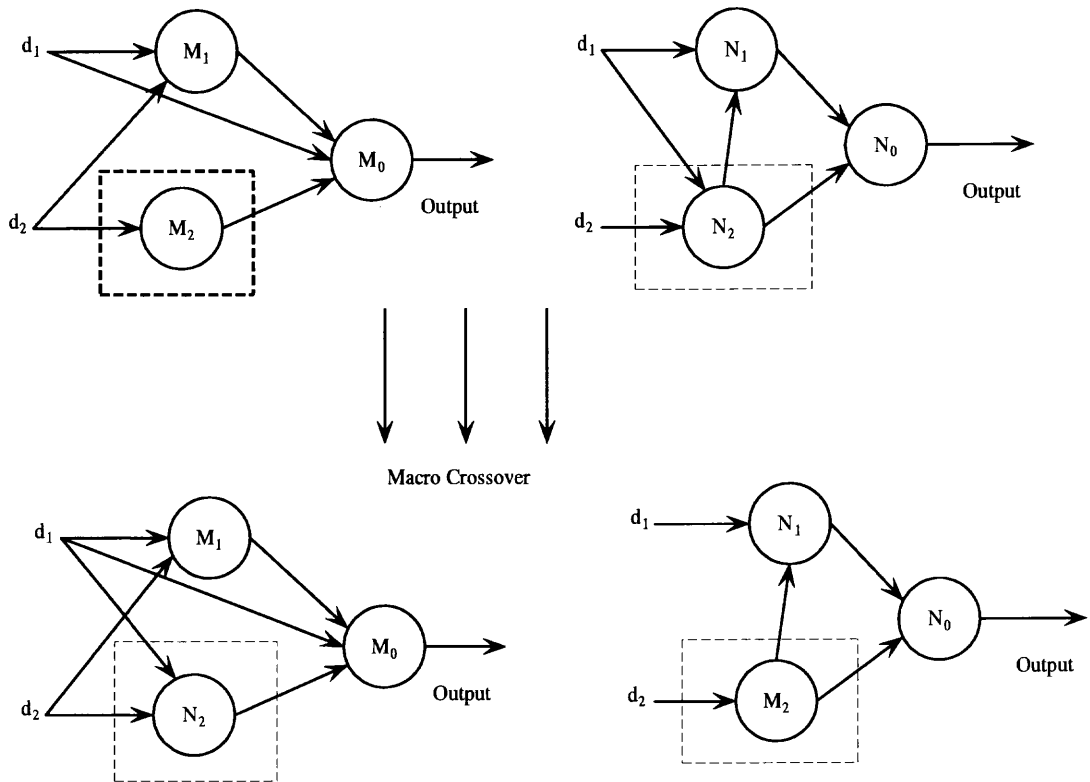 d₁
M₁
M₀
Output
d₂
M₂
d₁
N₁
N₀
Output
d₂
N₂
Macro Crossover
d₁
M₁
M₀
Output
d₂
N₂
d₁
N₁
N₀
Output
d₂
M₂